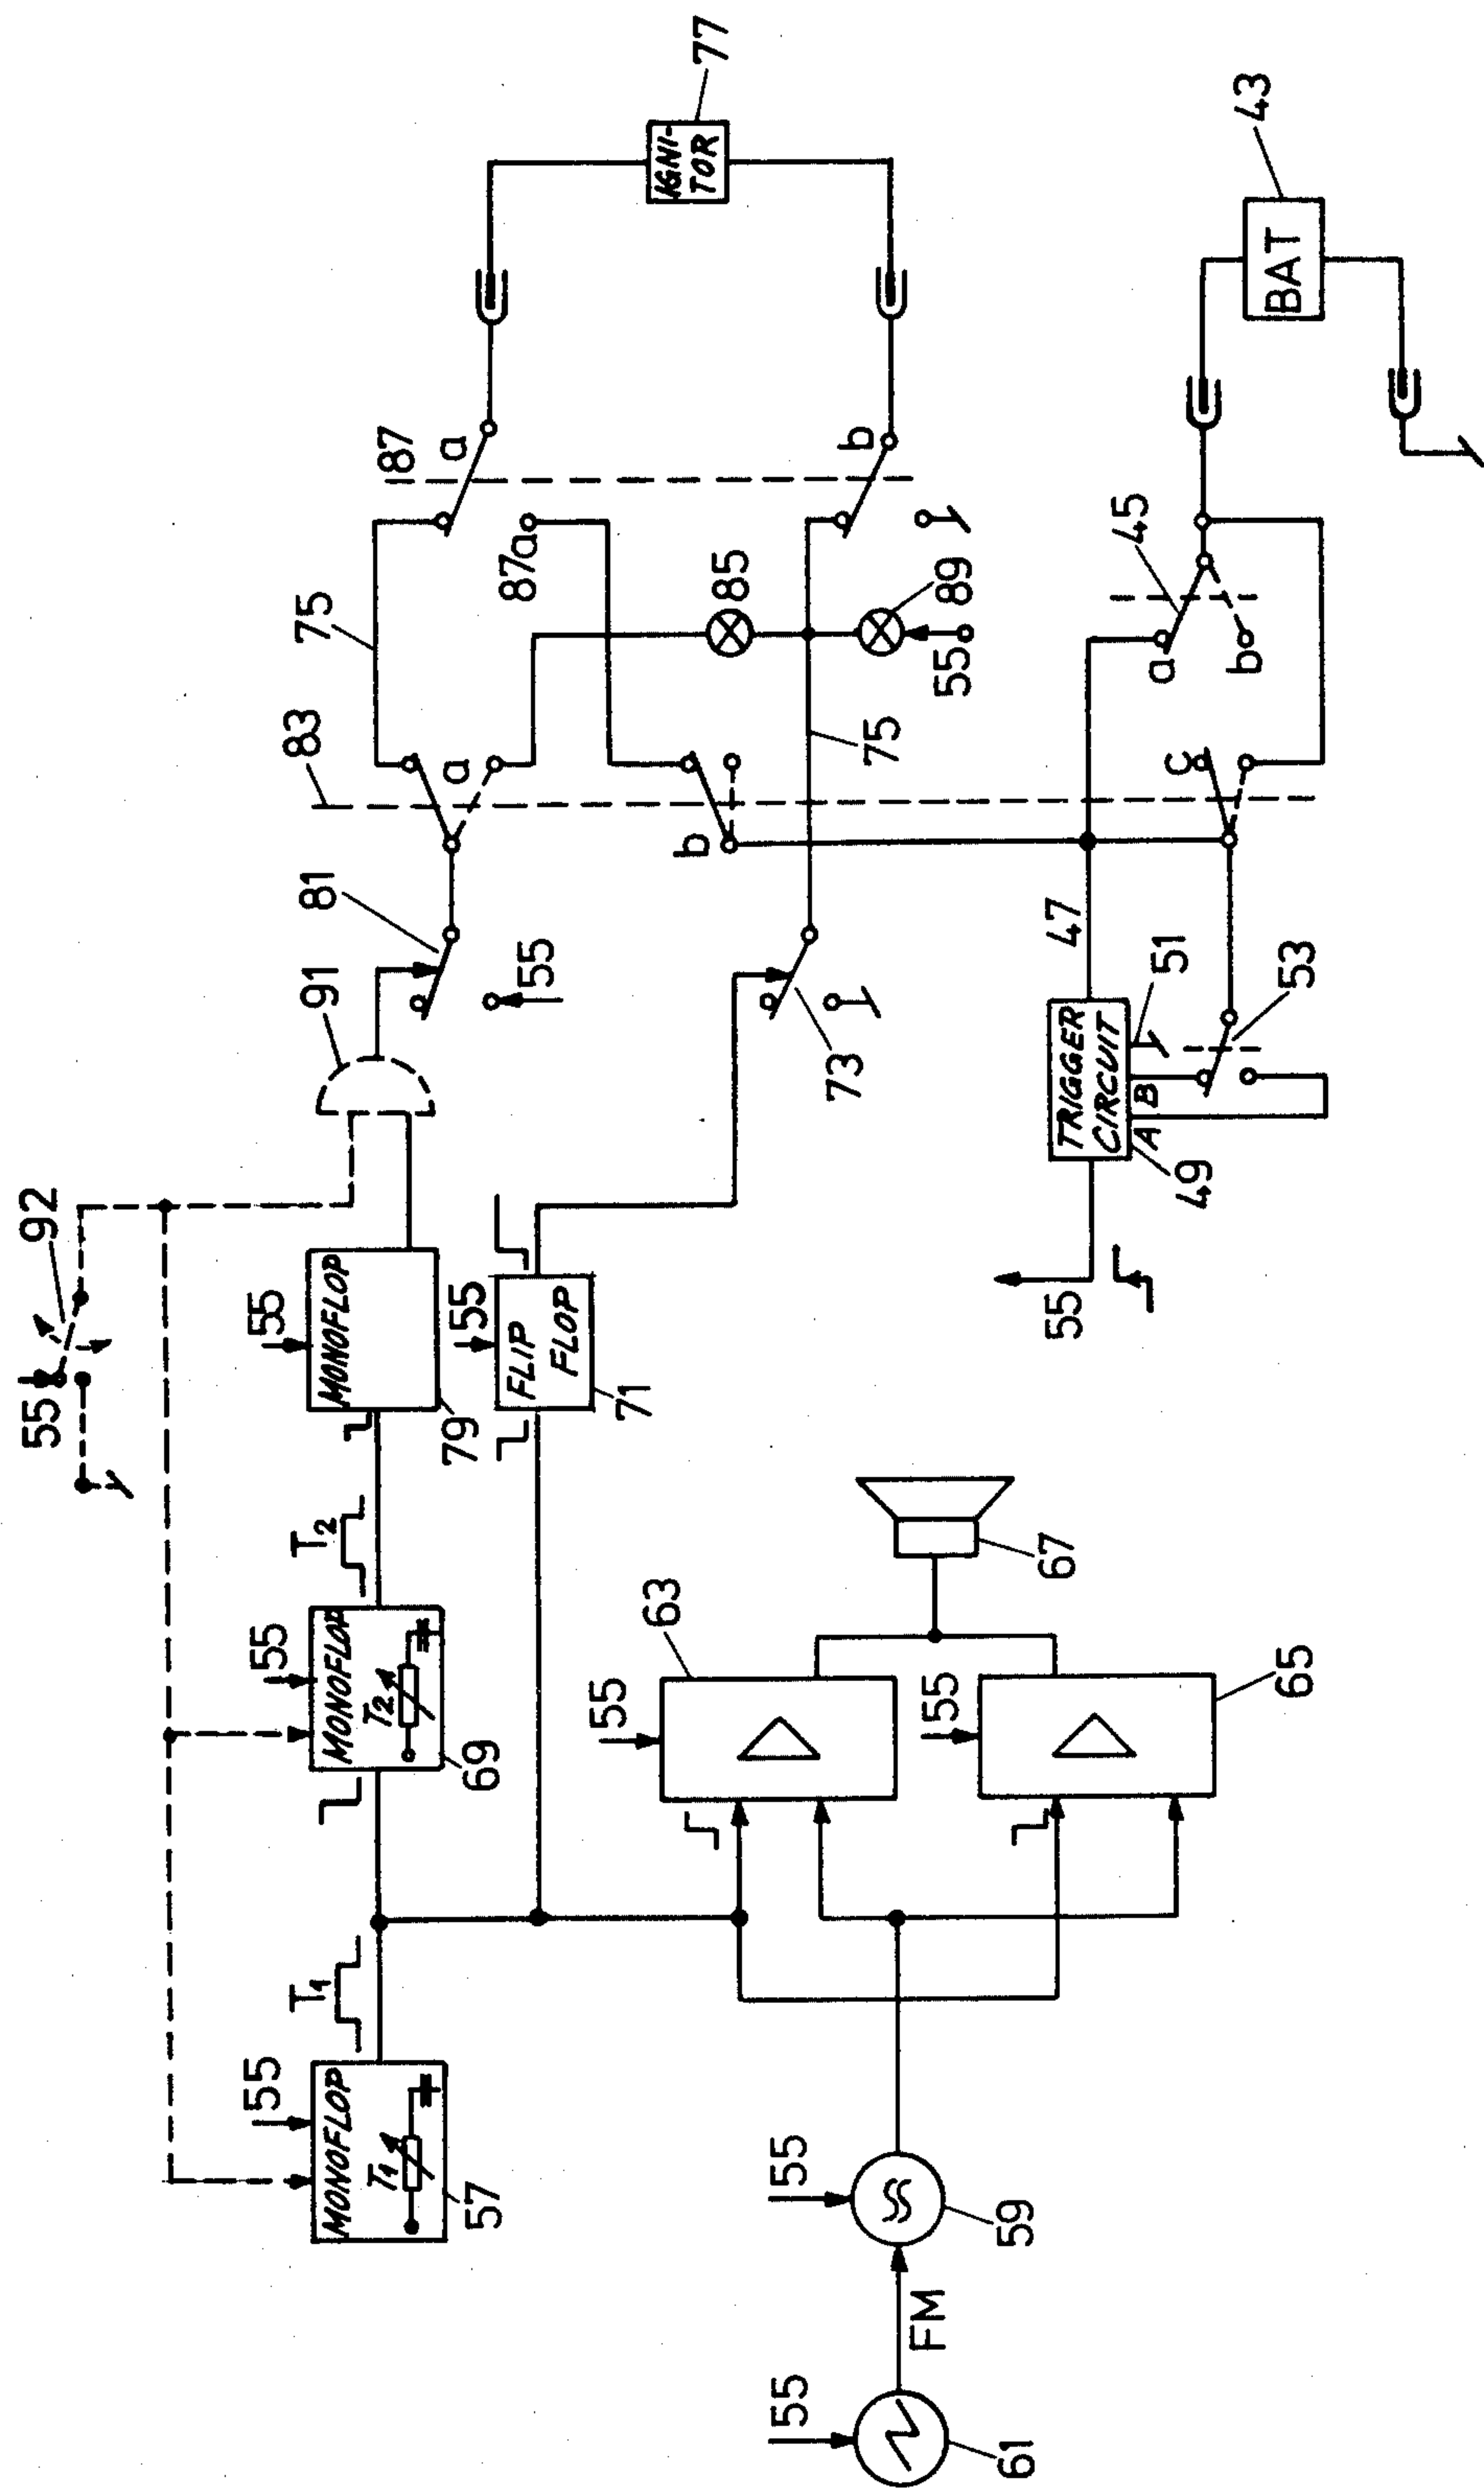 55
92
T1
T2
91
81
83
75
187
a
77
55
MONOFLOP
T1
57
55
MONOFLOP
T2
69
55
MONOFLOP
79
55
a
87a
IGNI-
TOR
55
FLIP
FLOP
71
73
b
75
85
b
89
55
55
63
67
55
65
55
61
FM
55
59
55
TRIGGER
CIRCUIT
A
B
49
47
51
53
c
a
b
45
BAT
43